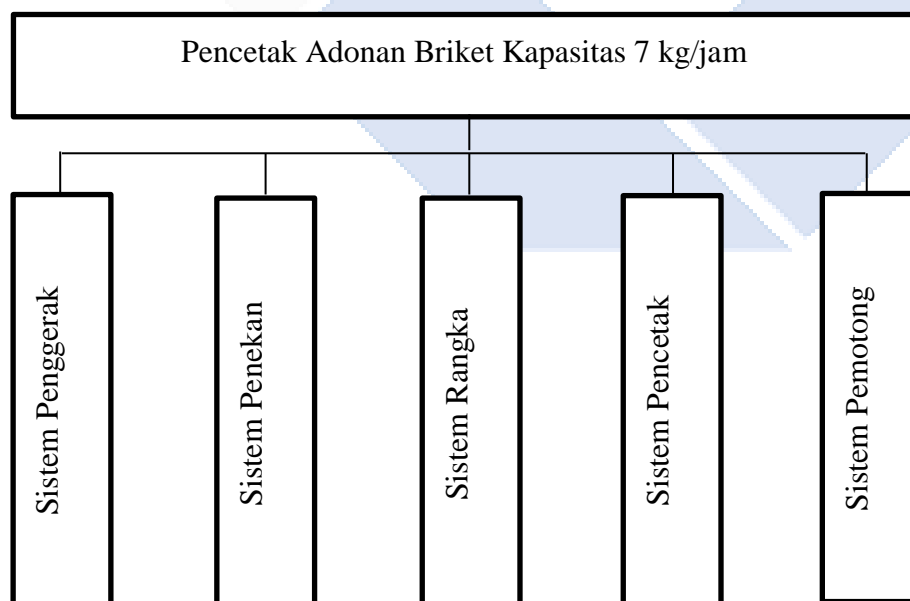 Pencetak Adonan Briket Kapasitas 7 kg/jam
Sistem Penggerak
Sistem Penekan
Sistem Rangka
Sistem Pencetak
Sistem Pemotong